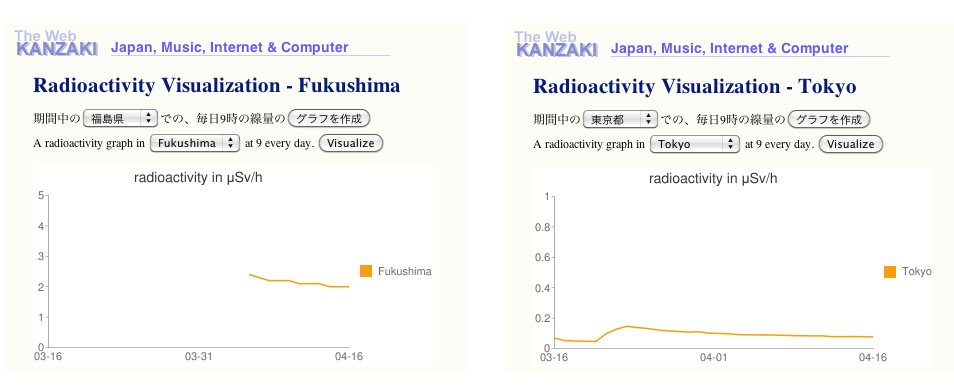 The Web
KANZAKI
Japan, Music, Internet & Computer
Radioactivity Visualization - Fukushima
期間中の 福島県 での、毎日9時の線量の グラフを作成
A radioactivity graph in Fukushima at 9 every day. Visualize
radioactivity in µSv/h
5
4
3
2
1
0
03-16
03-31
04-16
Fukushima
The Web
KANZAKI
Japan, Music, Internet & Computer
Radioactivity Visualization - Tokyo
期間中の 東京都 での、毎日9時の線量の グラフを作成
A radioactivity graph in Tokyo at 9 every day. Visualize
radioactivity in µSv/h
1
0.8
0.6
0.4
0.2
0
03-16
04-01
04-16
Tokyo